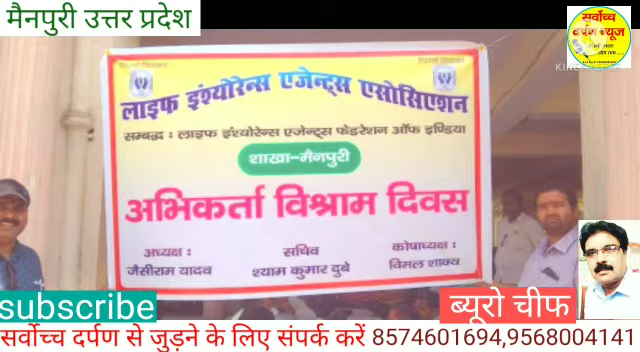 मैनपुरी उत्तर प्रदेश
सर्वोच्च
दर्पण न्यूज
लाइफ इंश्योरेन्स एजेन्ट्स एसोसिएशन
सम्बद्ध : लाइफ इंश्योरेन्स एजेन्ट्स फेडरेशन ऑफ इण्डिया
शाखा-मैनपुरी
अभिकर्ता विश्राम दिवस
अध्यक्ष :
जैसीराम यादव
सचिव
श्याम कुमार दुबे
कोषाध्यक्ष :
विमल शाक्य
subscribe
ब्यूरो चीफ
सर्वोच्च दर्पण से जुड़ने के लिए संपर्क करें 8574601694,9568004141